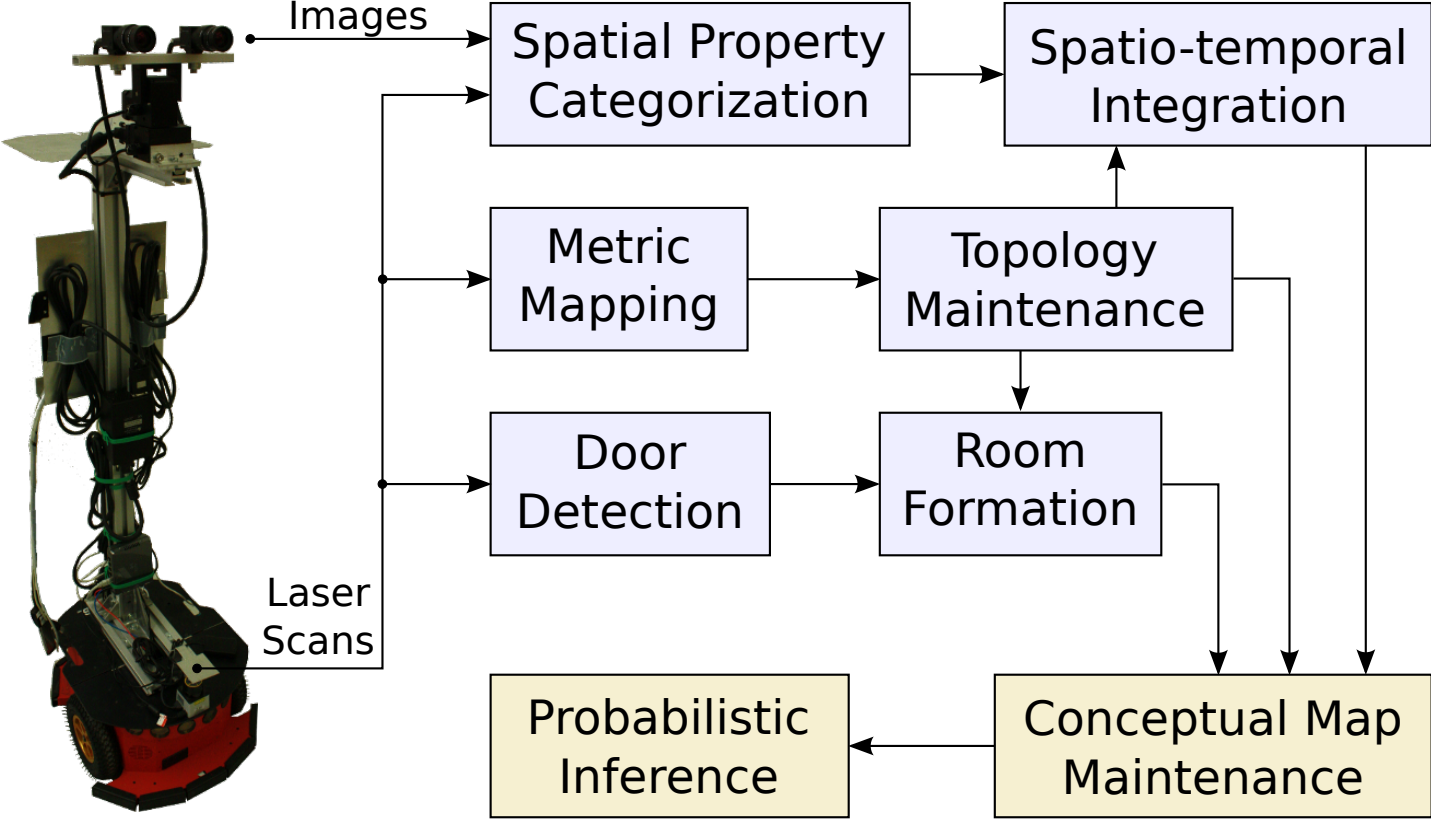 Images
Spatial Property
Categorization
Spatio-temporal
Integration
Metric
Mapping
Topology
Maintenance
Door
Detection
Room
Formation
Laser
Scans
Probabilistic
Inference
Conceptual Map
Maintenance